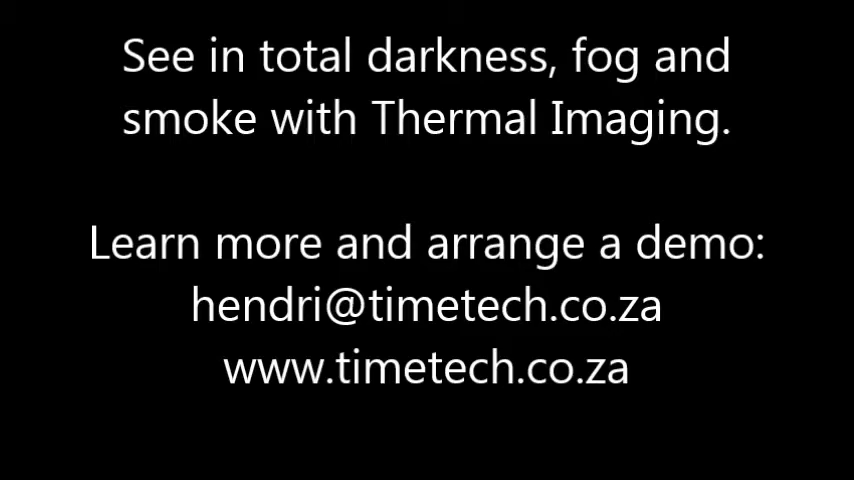 See in total darkness, fog and
smoke with Thermal Imaging.
Learn more and arrange a demo:
hendri@timetech.co.za
www.timetech.co.za